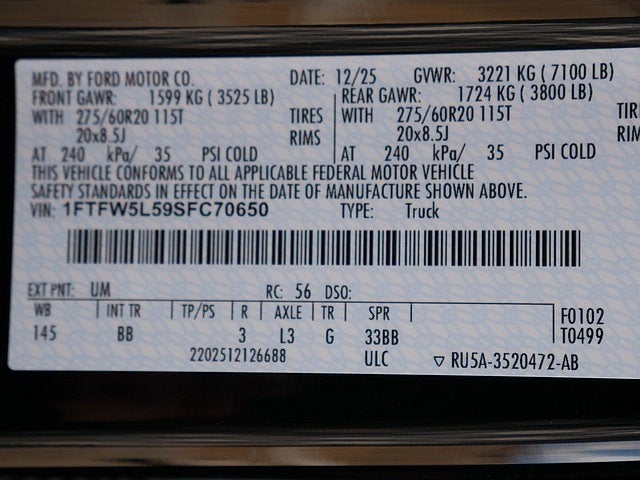 MFD. BY FORD MOTOR CO. DATE: 12/25 GVWR: 3221 KG ( 7100 LB)
FRONT GAWR: 1599 KG ( 3525 LB) REAR GAWR: 1724 KG ( 3800 LB)
WITH 275/60R20 115T TIRES WITH 275/60R20 115T TIR
20x8.5J RIMS 20x8.5J RIM
AT 240 kPa/ 35 PSI COLD AT 240 kPa/ 35 PSI COLD
THIS VEHICLE CONFORMS TO ALL APPLICABLE FEDERAL MOTOR VEHICLE
SAFETY STANDARDS IN EFFECT ON THE DATE OF MANUFACTURE SHOWN ABOVE.
VIN: 1FTFW5L59SFC70650 TYPE: Truck
EXT PNT: UM RC: 56 DSO:
WB INT TR TP/PS R AXLE TR SPR F0102
145 BB 3 L3 G 33BB T0499
2202512126688 ULC ▽ RU5A-3520472-AB